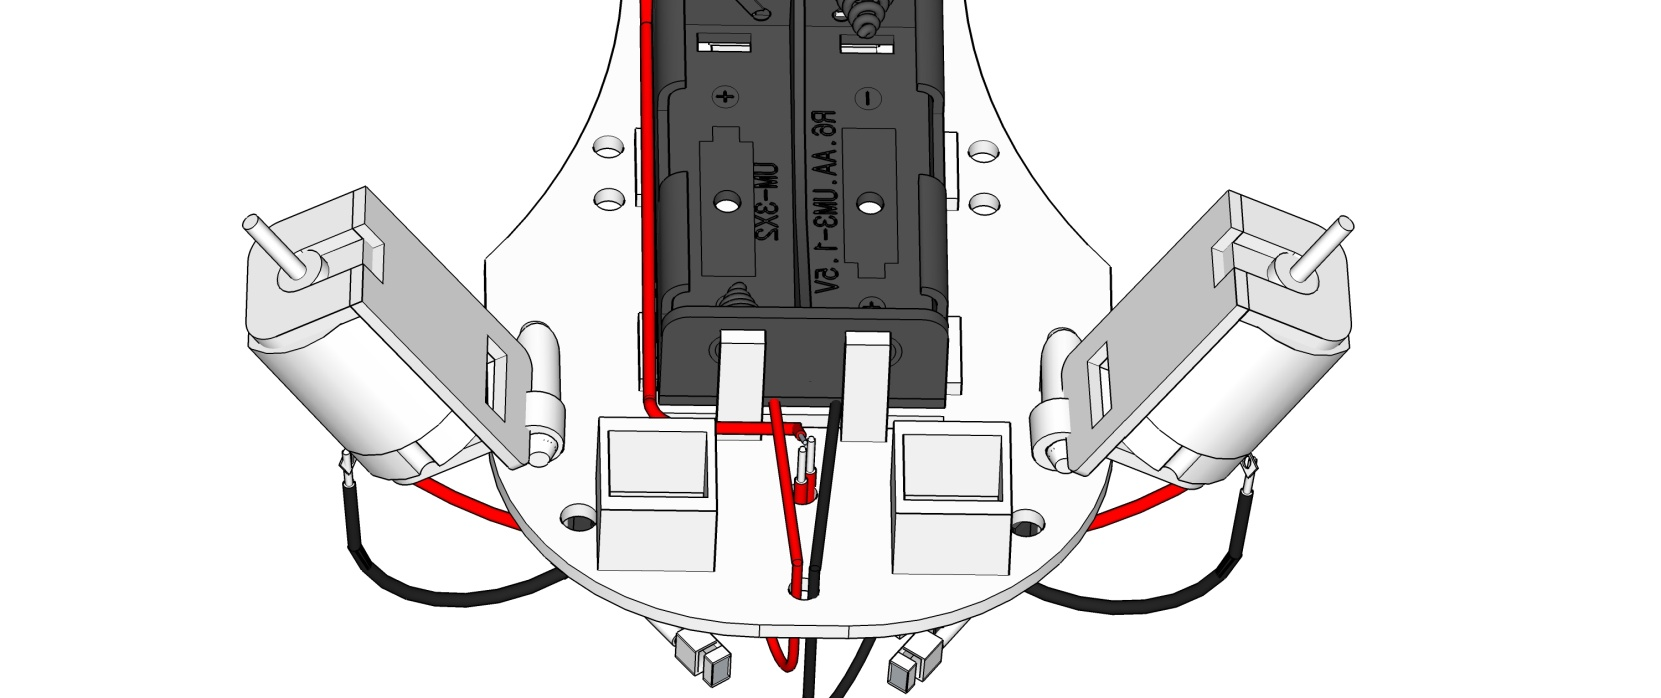 +
-
UM-3X2
R6.AA.UM3-1.5V
+